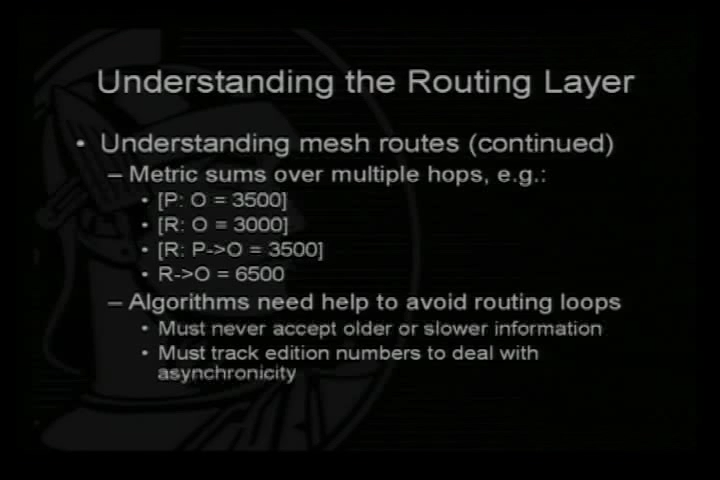 Understanding the Routing Layer
• Understanding mesh routes (continued)
– Metric sums over multiple hops, e.g.:
• [P: O = 3500]
• [R: O = 3000]
• [R: P->O = 3500]
• R->O = 6500
– Algorithms need help to avoid routing loops
• Must never accept older or slower information
• Must track edition numbers to deal with
asynchronicity